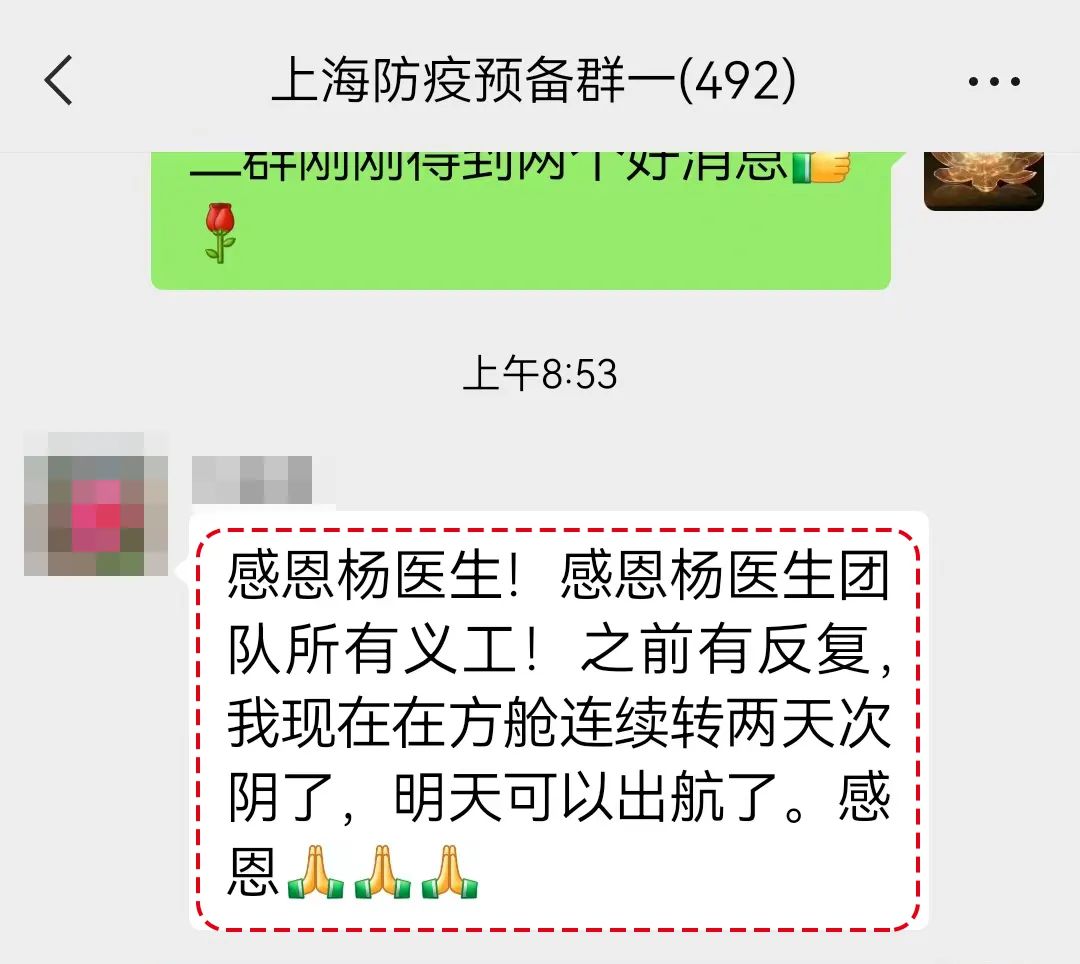 上海防疫预备群一(492)
二群刚刚得到两个好消息👍
🌹
上午8:53
感恩杨医生！感恩杨医生团
队所有义工！之前有反复，
我现在在方舱连续转两天次
阴了，明天可以出航了。感
恩🙏🙏🙏